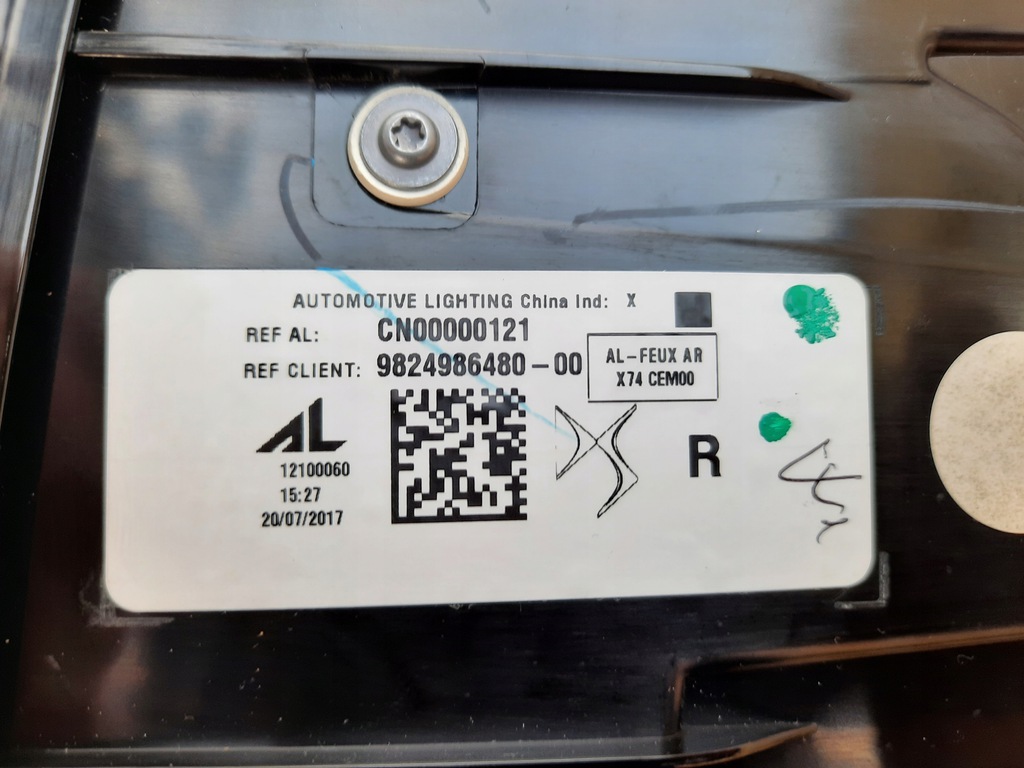 AUTOMOTIVE LIGHTING China Ind: X
REF AL: CN00000121
REF CLIENT: 9824986480-00
AL-FEUX AR
X74 CEM00
AL
12100060
15:27
20/07/2017
R